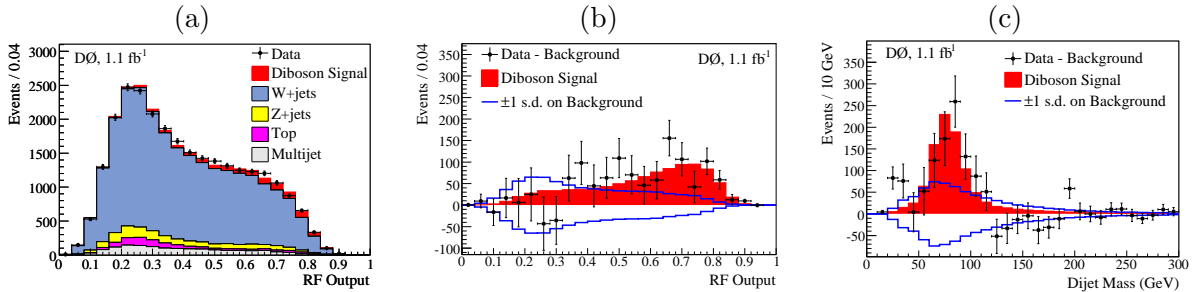 (a)
(b)
(c)
Events / 0.04
3000
2500
2000
1500
1000
500
0
DØ, 1.1 fb⁻¹
Data
Diboson Signal
W+jets
Z+jets
Top
Multijet
0 0.1 0.2 0.3 0.4 0.5 0.6 0.7 0.8 0.9 1
RF Output
Events / 0.04
350
300
250
200
150
100
50
0
-50
-100
Data - Background
Diboson Signal
±1 s.d. on Background
DØ, 1.1 fb⁻¹
0 0.1 0.2 0.3 0.4 0.5 0.6 0.7 0.8 0.9 1
RF Output
Events / 10 GeV
350
300
250
200
150
100
50
0
-50
DØ, 1.1 fb¹
Data - Background
Diboson Signal
±1 s.d. on Background
0 50 100 150 200 250 300
Dijet Mass (GeV)